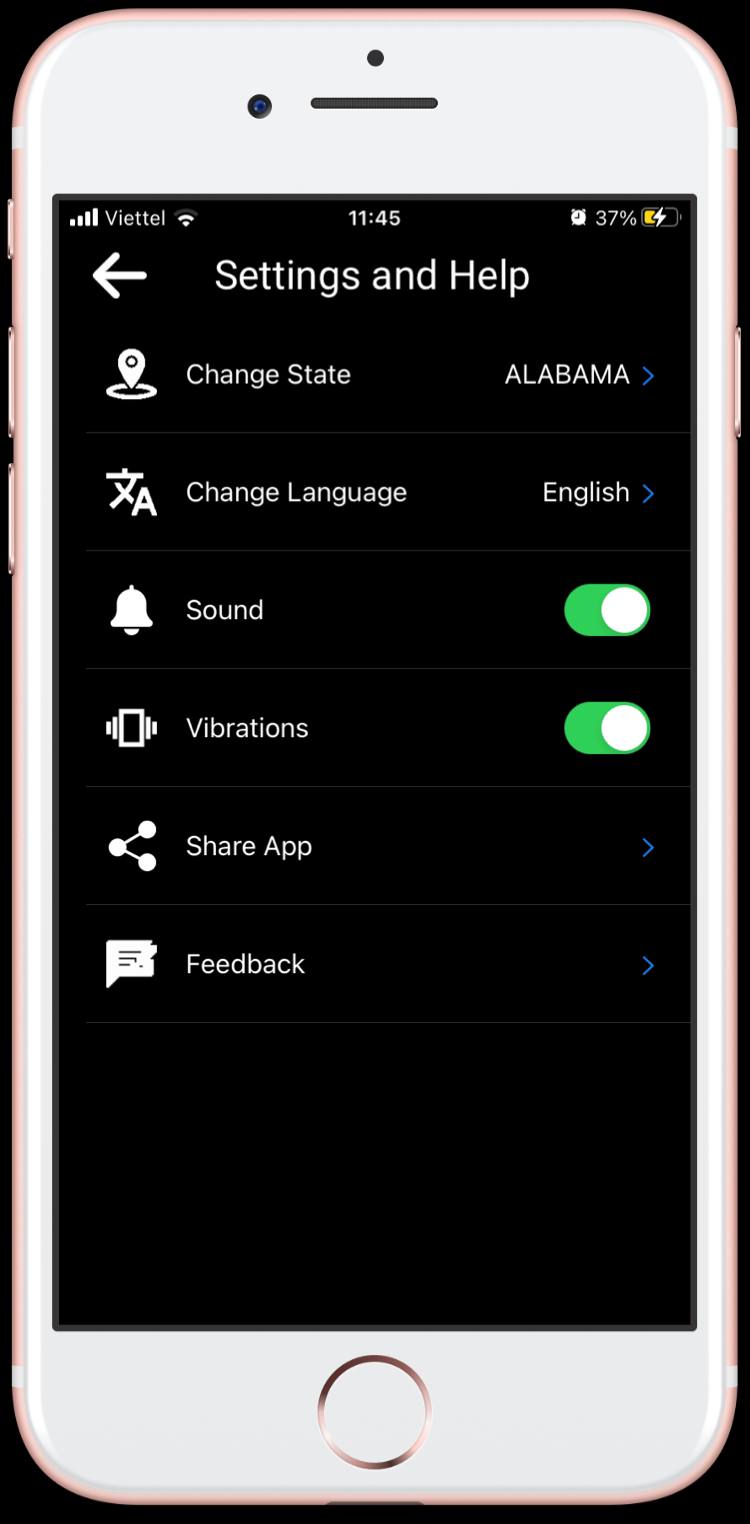 Viettel 11:45 37%
Settings and Help
Change State ALABAMA
Change Language English
Sound
Vibrations
Share App
Feedback